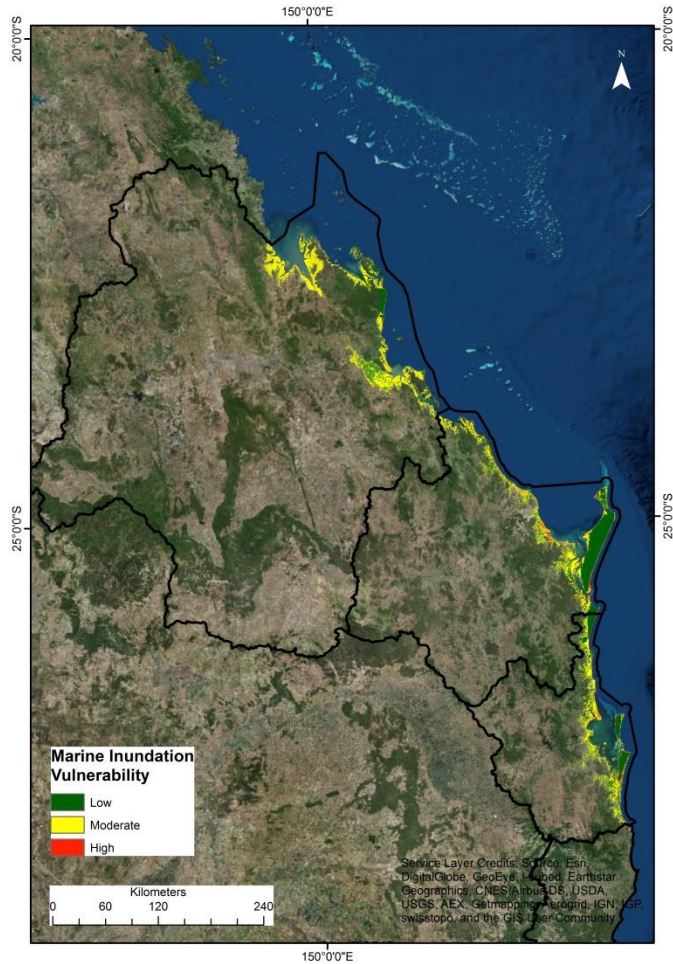 150°0'0"E
20°0'0"S
20°0'0"S
N
25°0'0"S
25°0'0"S
Marine Inundation
Vulnerability
Low
Moderate
High
Kilometers
0 60 120 240
Service Layer Credits: Source: Esri,
DigitalGlobe, GeoEye, i-cubed, Earthstar
Geographics, CNES/Airbus DS, USDA,
USGS, AEX, Getmapping, Aerogrid, IGN, IGP,
swisstopo, and the GIS User Community
150°0'0"E